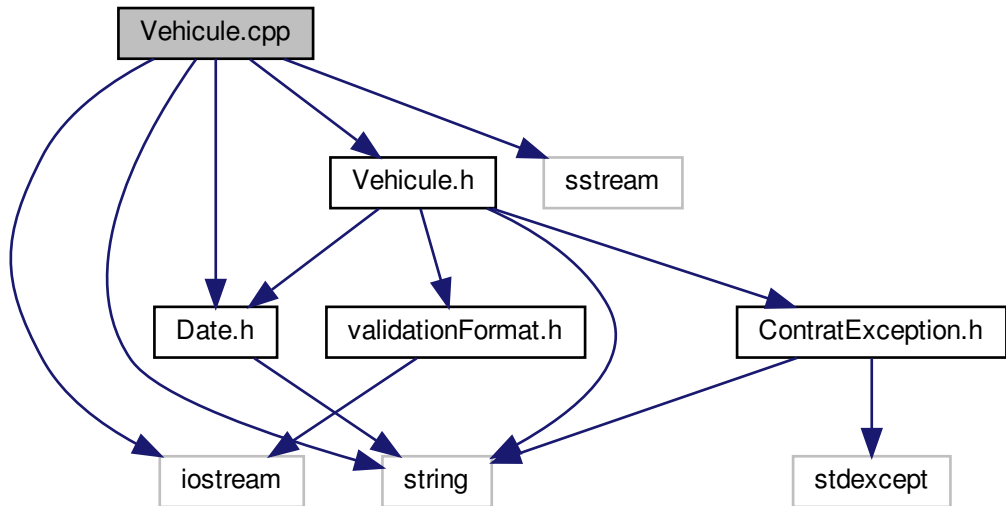 Vehicule.cpp
Vehicule.h
sstream
Date.h
validationFormat.h
ContratException.h
iostream
string
stdexcept